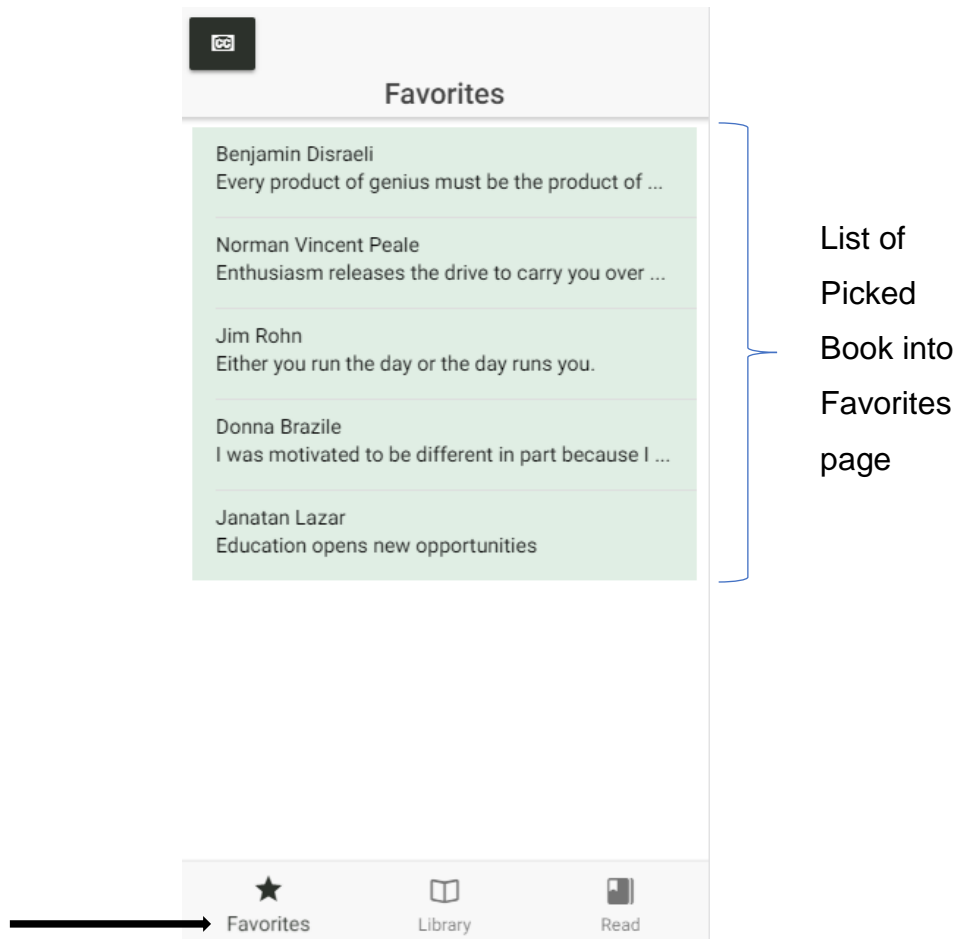 CC
Favorites
Benjamin Disraeli
Every product of genius must be the product of ...
Norman Vincent Peale
Enthusiasm releases the drive to carry you over ...
Jim Rohn
Either you run the day or the day runs you.
Donna Brazile
I was motivated to be different in part because I ...
Janatan Lazar
Education opens new opportunities
List of
Picked
Book into
Favorites
page
Favorites
Library
Read